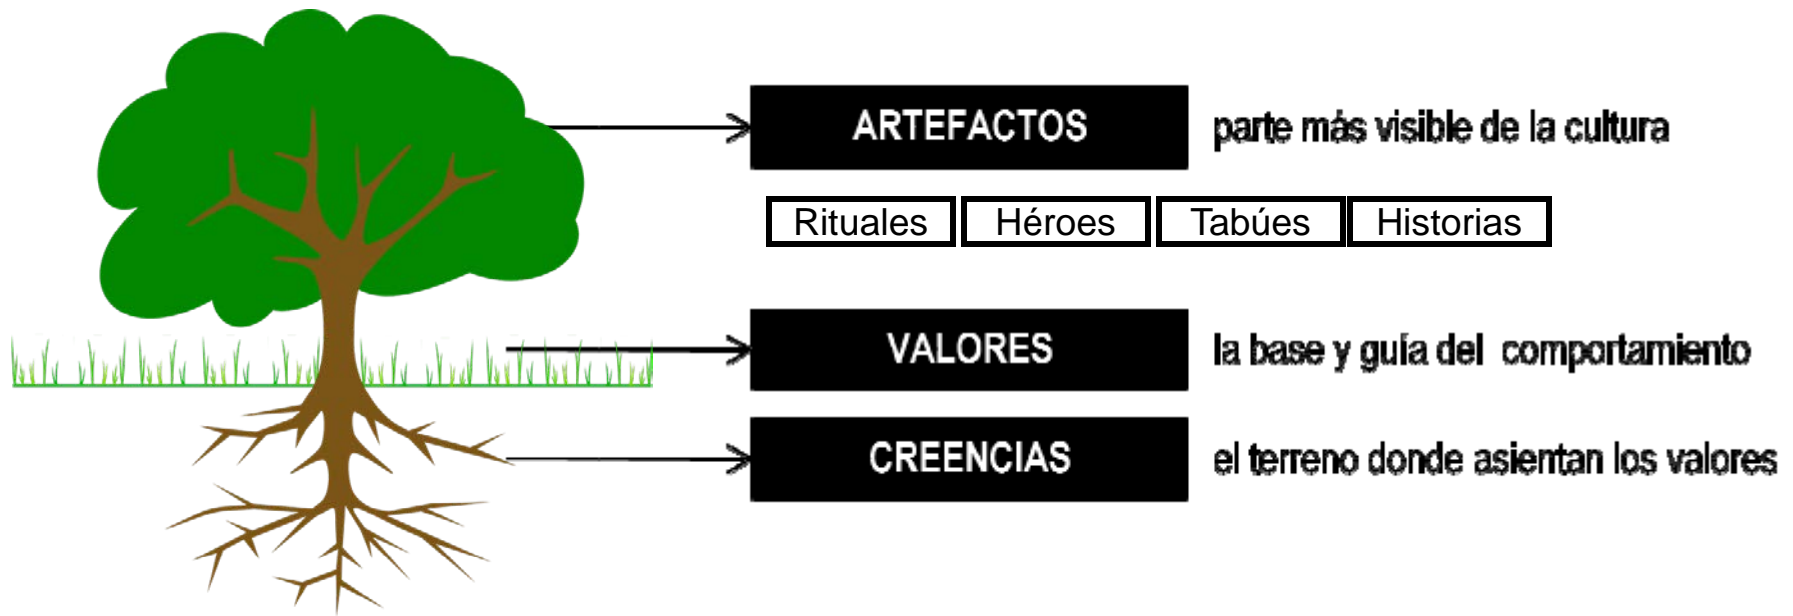 ARTEFACTOS parte más visible de la cultura
Rituales Héroes Tabúes Historias
VALORES la base y guía del comportamiento
CREENCIAS el terreno donde asientan los valores